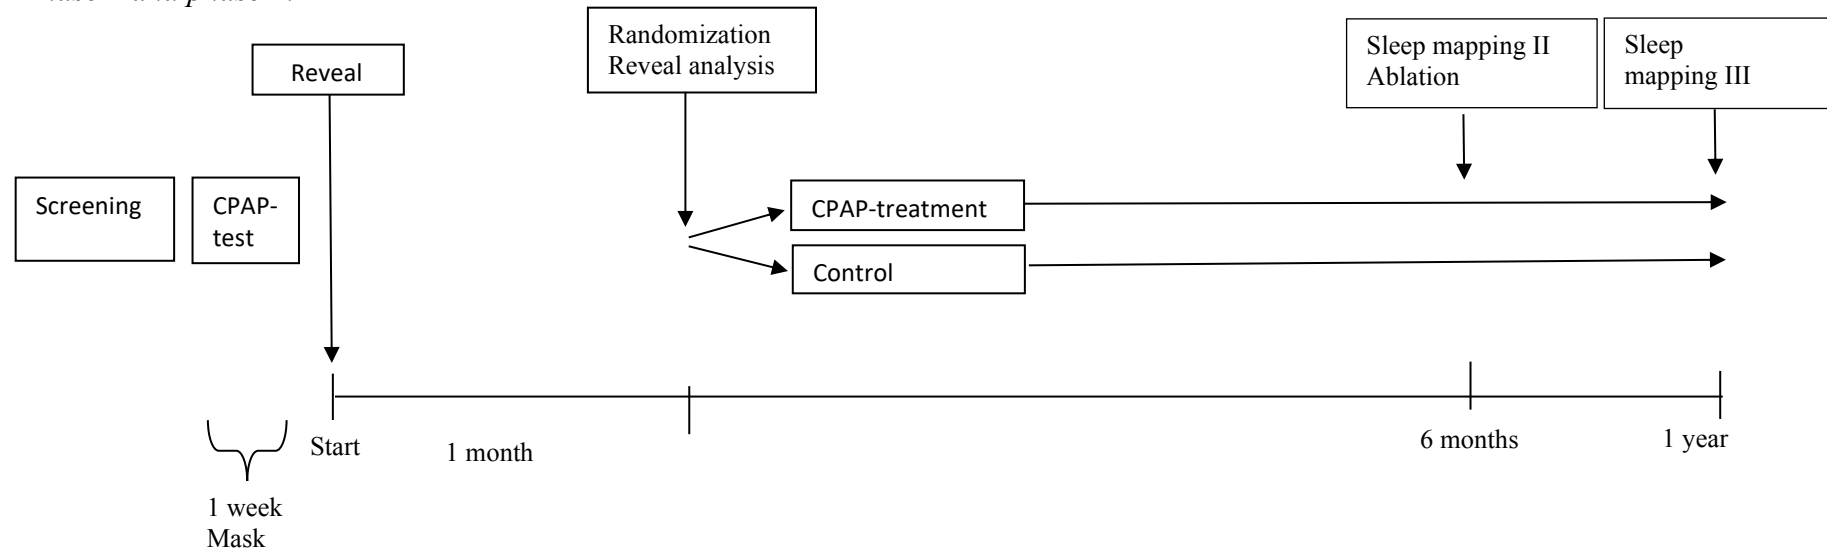 Reveal
Randomization
Reveal analysis
Sleep mapping II
Ablation
Sleep
mapping III
Screening
CPAP-
test
CPAP-treatment
Control
Start
1 month
6 months
1 year
1 week
Mask